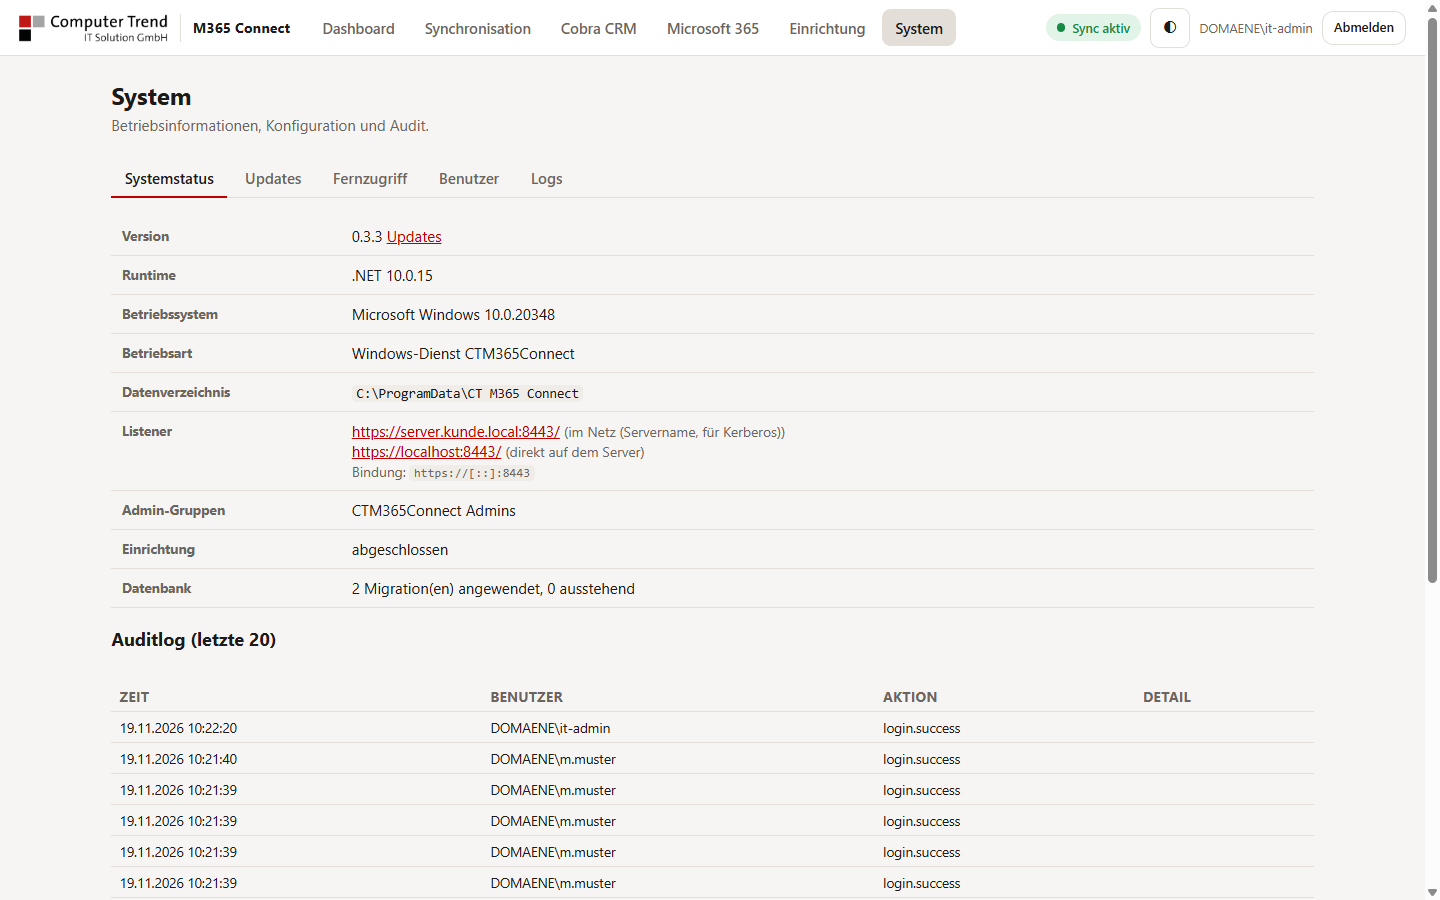 Computer Trend
IT Solution GmbH
M365 Connect
Dashboard
Synchronisation
Cobra CRM
Microsoft 365
Einrichtung
System
Sync aktiv
DOMAENE\it-admin
Abmelden
System
Betriebsinformationen, Konfiguration und Audit.
Systemstatus
Updates
Fernzugriff
Benutzer
Logs
Version 0.3.3 Updates
Runtime .NET 10.0.15
Betriebssystem Microsoft Windows 10.0.20348
Betriebsart Windows-Dienst CTM365Connect
Datenverzeichnis C:\ProgramData\CT M365 Connect
Listener https://server.kunde.local:8443/ (im Netz (Servername, für Kerberos))
https://localhost:8443/ (direkt auf dem Server)
Bindung: https://[::]:8443
Admin-Gruppen CTM365Connect Admins
Einrichtung abgeschlossen
Datenbank 2 Migration(en) angewendet, 0 ausstehend
Auditlog (letzte 20)
ZEIT BENUTZER AKTION DETAIL
19.11.2026 10:22:20 DOMAENE\it-admin login.success
19.11.2026 10:21:40 DOMAENE\m.muster login.success
19.11.2026 10:21:39 DOMAENE\m.muster login.success
19.11.2026 10:21:39 DOMAENE\m.muster login.success
19.11.2026 10:21:39 DOMAENE\m.muster login.success
19.11.2026 10:21:39 DOMAENE\m.muster login.success